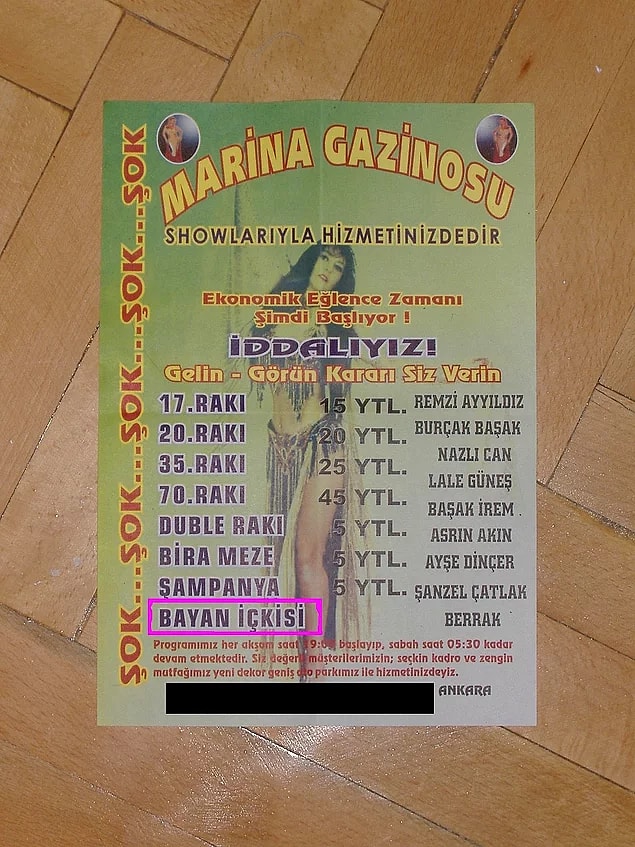 ŞOK....ŞOK....ŞOK....ŞOK....ŞOK
MARİNA GAZİNOSU
SHOWLARIYLA HİZMETİNİZDEDİR
Ekonomik Eğlence Zamanı
Şimdi Başlıyor !
İDDALIYIZ!
Gelin - Görün Kararı Siz Verin
17.RAKI 15 YTL.
20.RAKI 20 YTL.
35.RAKI 25 YTL.
70.RAKI 45 YTL.
DUBLE RAKI 5 YTL.
BİRA MEZE 5 YTL.
ŞAMPANYA 5 YTL.
BAYAN İÇKİSİ
REMZİ AYYILDIZ
BURÇAK BAŞAK
NAZLI CAN
LALE GÜNEŞ
BAŞAK İREM
ASRIN AKIN
AYŞE DİNÇER
ŞANZEL ÇATLAK
BERRAK
Programımız her akşam saat 19:00 başlayıp, sabah saat 05:30 kadar
devam etmektedir. Siz değerli müşterilerimizin; seçkin kadro ve zengin
mutfağımız yeni dekor geniş oto parkımız ile hizmetinizdeyiz.
ANKARA